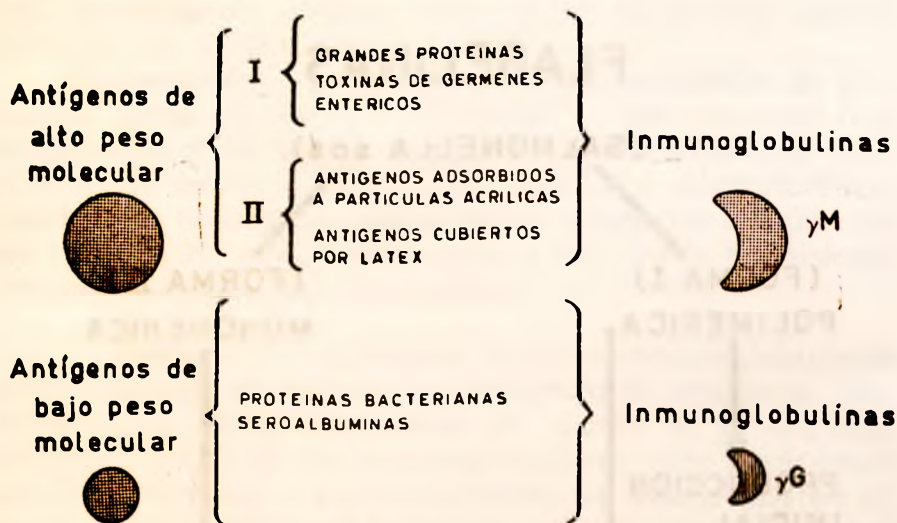 Antígenos de
alto peso
molecular
I
GRANDES PROTEINAS
TOXINAS DE GERMENES
ENTERICOS
II
ANTIGENOS ADSORBIDOS
A PARTICULAS ACRILICAS
ANTIGENOS CUBIERTOS
POR LATEX
Inmunoglobulinas
γM
Antígenos de
bajo peso
molecular
PROTEINAS BACTERIANAS
SEROALBUMINAS
Inmunoglobulinas
γG